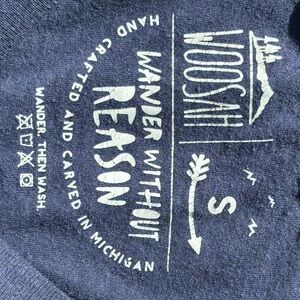 WOOSAH
S
WANDER WITHOUT
REASON
HAND CRAFTED AND CARVED IN MICHIGAN
WANDER. THEN WASH.